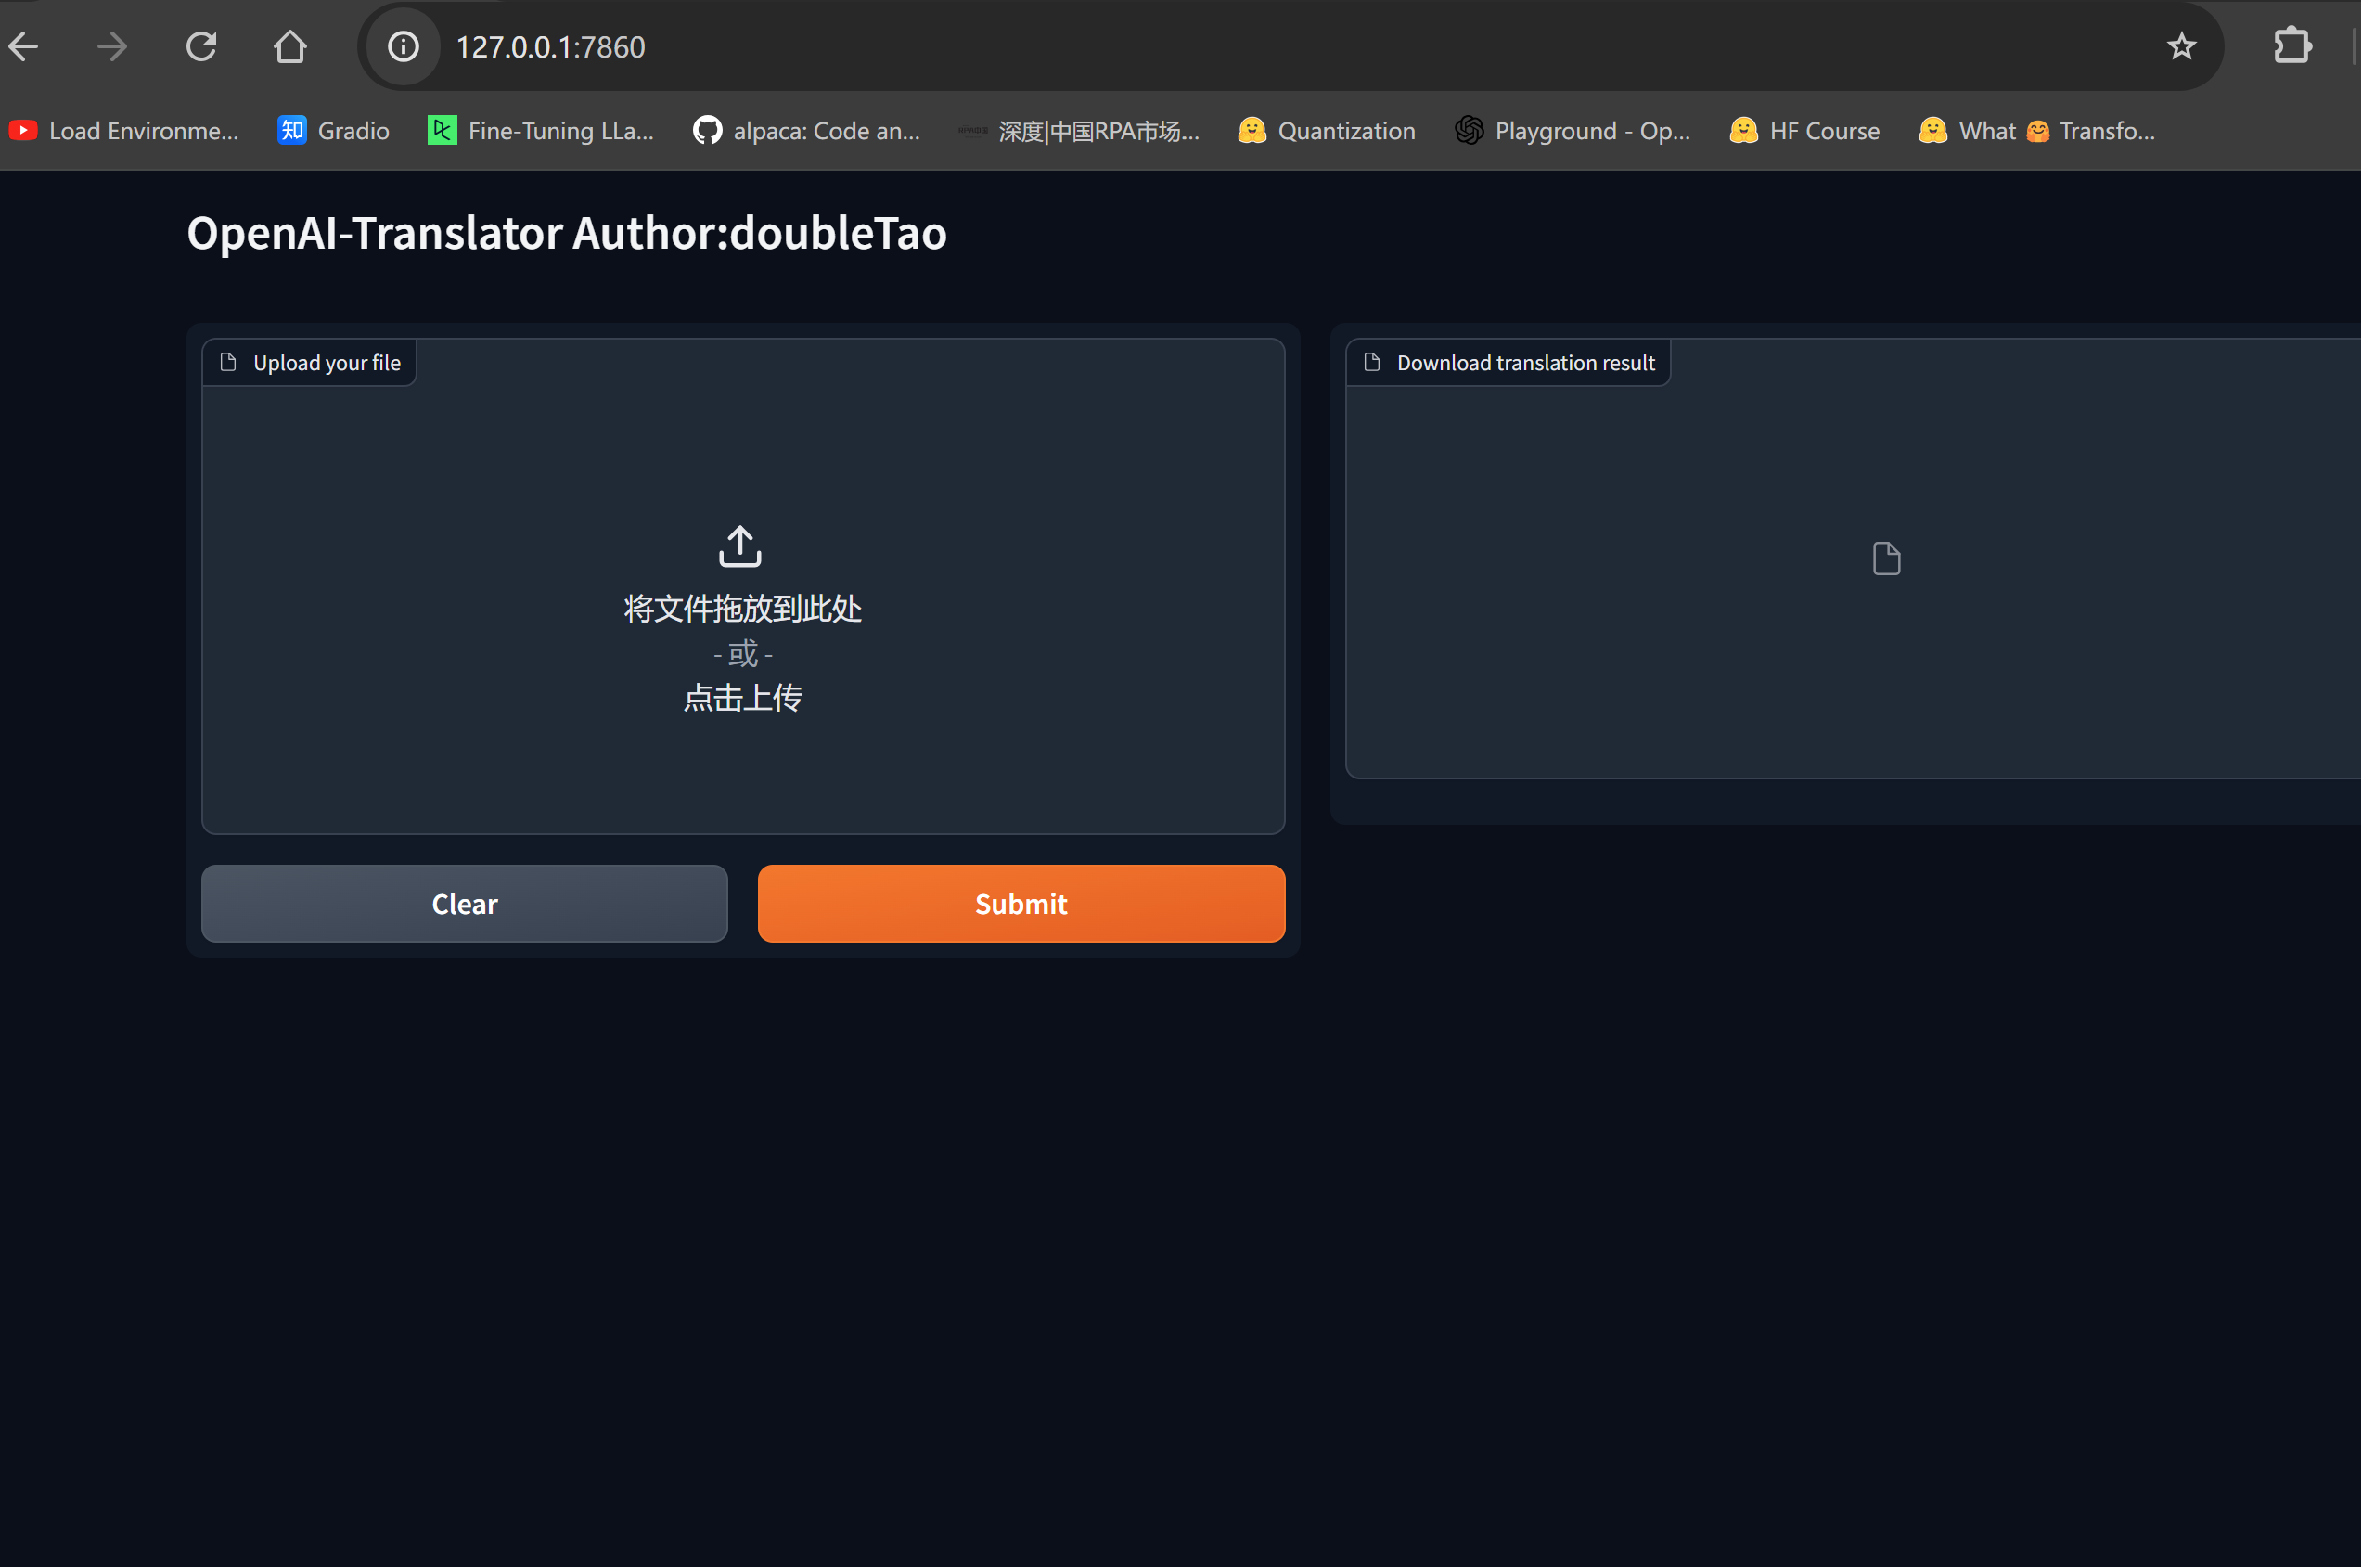 127.0.0.1:7860
Load Environme... 知 Gradio Fine-Tuning LLa... alpaca: Code an... 深度|中国RPA市场... Quantization Playground - Op... HF Course What 🤗 Transfo...
OpenAI-Translator Author:doubleTao
Upload your file
将文件拖放到此处
- 或 -
点击上传
Clear
Submit
Download translation result